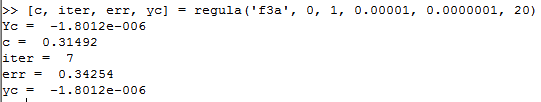 >> [c, iter, err, yc] = regula('f3a', 0, 1, 0.00001, 0.0000001, 20)
Yc = -1.8012e-006
c = 0.31492
iter = 7
err = 0.34254
yc = -1.8012e-006